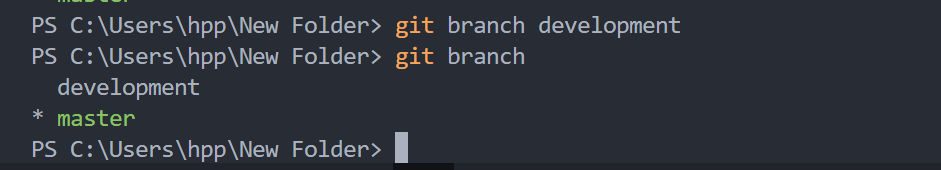 PS C:\Users\hpp\New Folder> git branch development
PS C:\Users\hpp\New Folder> git branch
  development
* master
PS C:\Users\hpp\New Folder>